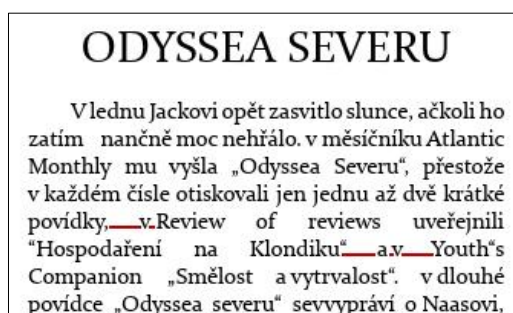 ODYSSEA SEVERU
V lednu Jackovi opět zasvitlo slunce, ačkoli ho
zatím nančně moc nehřálo. v měsíčníku Atlantic
Monthly mu vyšla „Odyssea Severu“, přestože
v každém čísle otiskovali jen jednu až dvě krátké
povídky, v Review of reviews uveřejnili
“Hospodaření na Klondiku“ a v Youth“s
Companion „Smělost a vytrvalost“. v dlouhé
povídce „Odyssea severu“ sevvypráví o Naasovi,